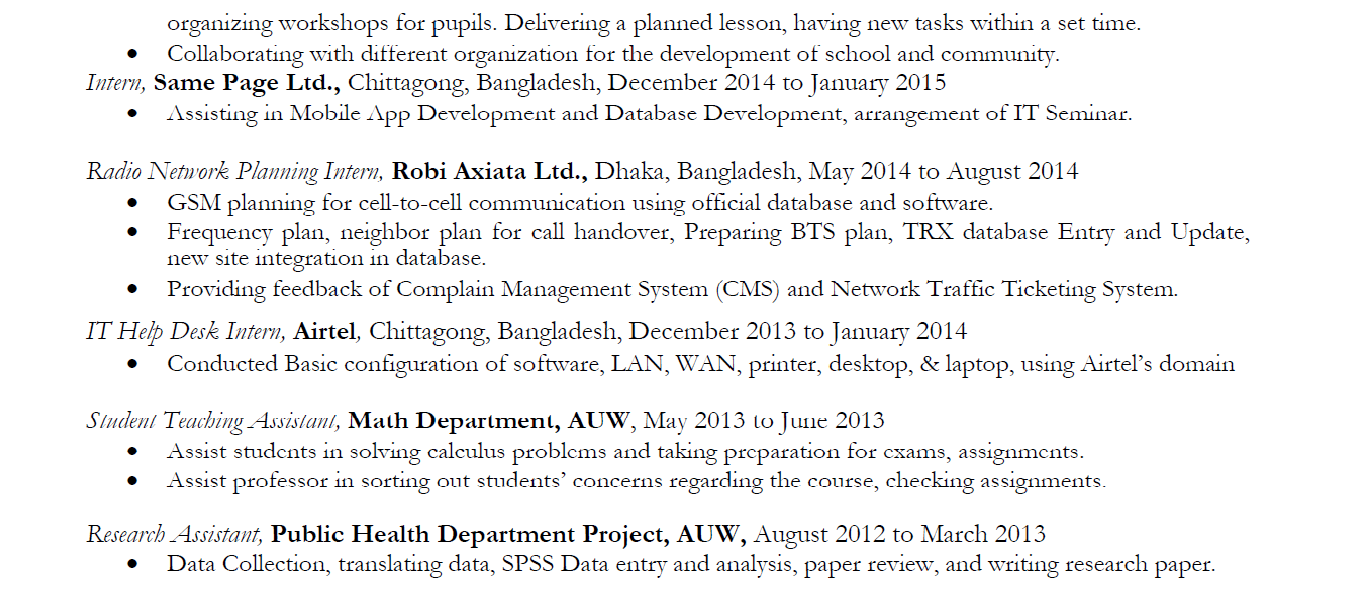 organizing workshops for pupils. Delivering a planned lesson, having new tasks within a set time.
• Collaborating with different organization for the development of school and community.
Intern, Same Page Ltd., Chittagong, Bangladesh, December 2014 to January 2015
• Assisting in Mobile App Development and Database Development, arrangement of IT Seminar.
Radio Network Planning Intern, Robi Axiata Ltd., Dhaka, Bangladesh, May 2014 to August 2014
• GSM planning for cell-to-cell communication using official database and software.
• Frequency plan, neighbor plan for call handover, Preparing BTS plan, TRX database Entry and Update,
new site integration in database.
• Providing feedback of Complain Management System (CMS) and Network Traffic Ticketing System.
IT Help Desk Intern, Airtel, Chittagong, Bangladesh, December 2013 to January 2014
• Conducted Basic configuration of software, LAN, WAN, printer, desktop, & laptop, using Airtel’s domain
Student Teaching Assistant, Math Department, AUW, May 2013 to June 2013
• Assist students in solving calculus problems and taking preparation for exams, assignments.
• Assist professor in sorting out students’ concerns regarding the course, checking assignments.
Research Assistant, Public Health Department Project, AUW, August 2012 to March 2013
• Data Collection, translating data, SPSS Data entry and analysis, paper review, and writing research paper.